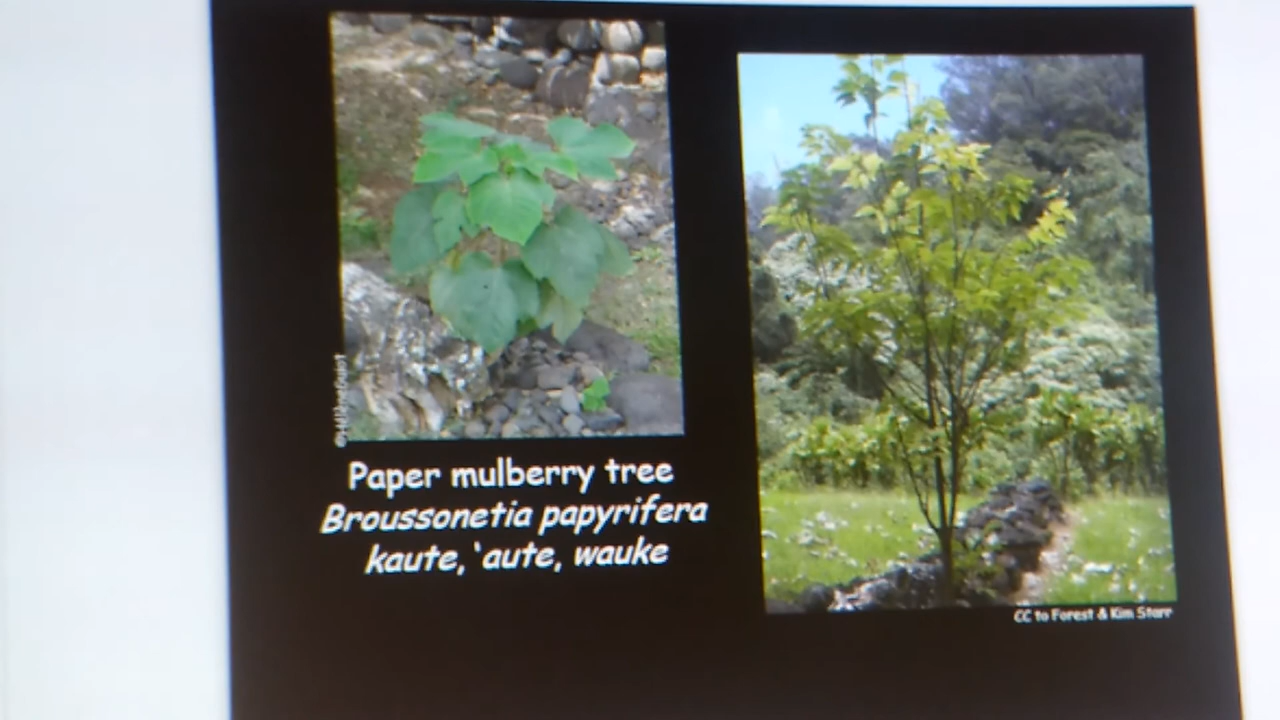 Paper mulberry tree
Broussonetia papyrifera
kaute, ‘aute, wauke
CC to Forest & Kim Starr